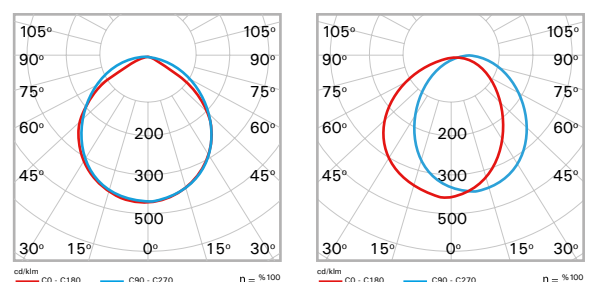 105° 105° 105° 105°
90° 90° 90° 90°
75° 75° 75° 75°
60° 200 60° 60° 200 60°
45° 300 45° 45° 300 45°
500 500
30° 15° 0° 15° 30° 30° 15° 0° 15° 30°
cd/klm cd/klm
C0 - C180 C90 - C270 η = %100 C0 - C180 C90 - C270 η = %100